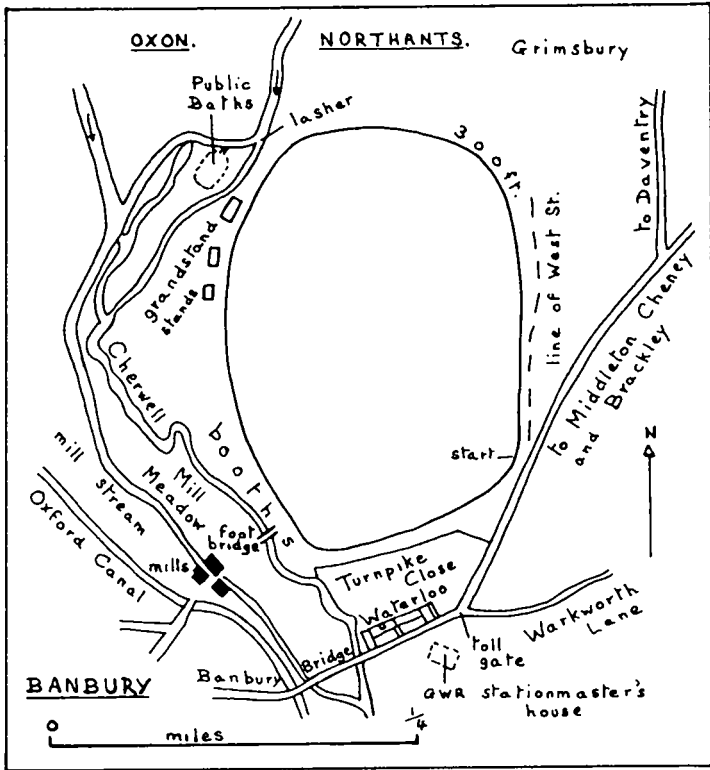 OXON.
NORTHANTS.
Grimsbury
Public
Baths
lasher
300ft.
to Daventry
line of West St.
grandstand
stands
to Middleton Cheney
and Brackley
Cherwell
booths
start
N
mill stream
Mill
Meadow
foot
bridge
Oxford Canal
mills
Turnpike
Close
Waterloo
Warkworth
Lane
toll
gate
Banbury Bridge
BANBURY
GWR stationmaster's
house
0
1/4
miles